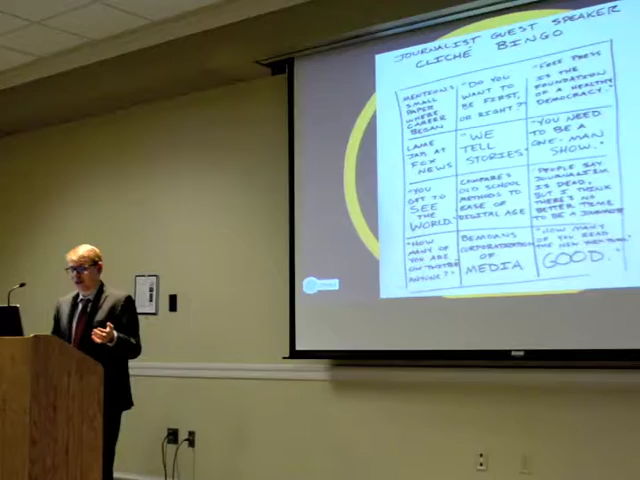 JOURNALIST GUEST SPEAKER
CLICHÉ BINGO
MENTIONS
SMALL
PAPER
WHERE
CAREER
BEGAN
"DO YOU
WANT TO
BE FIRST,
OR RIGHT?"
"FREE PRESS
IS THE
FOUNDATION
OF A HEALTHY
DEMOCRACY."
LAME
JAB AT
FOX
NEWS
"WE
TELL
STORIES."
"YOU NEED
TO BE A
ONE-MAN
SHOW."
"YOU
GET TO
SEE
THE
WORLD."
COMPARES
OLD SCHOOL
METHODS TO
EASE OF
DIGITAL AGE
PEOPLE SAY
JOURNALISM
IS DEAD,
BUT I THINK
THERE'S NO
BETTER TIME
TO BE A JOURNALIST
"HOW
MANY OF
YOU ARE
ON TWITTER
ANYONE?"
BEMOANS
CORPORATIZATION
OF
MEDIA
"HOW MANY
OF YOU READ
THE NEW YORK
GOOD."